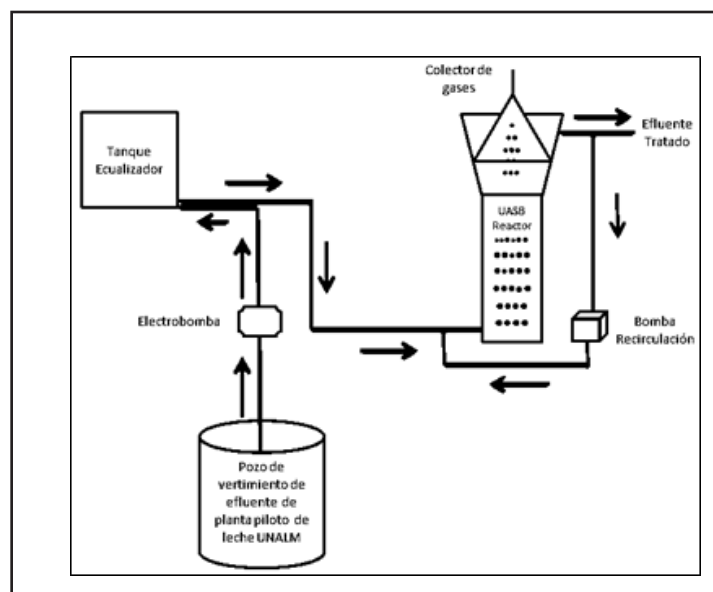 Colector de
gases
Efluente
Tratado
Tanque
Ecualizador
UASB
Reactor
Electrobomba
Bomba
Recirculación
Pozo de
vertimiento de
efluente de
planta piloto de
leche UNALM